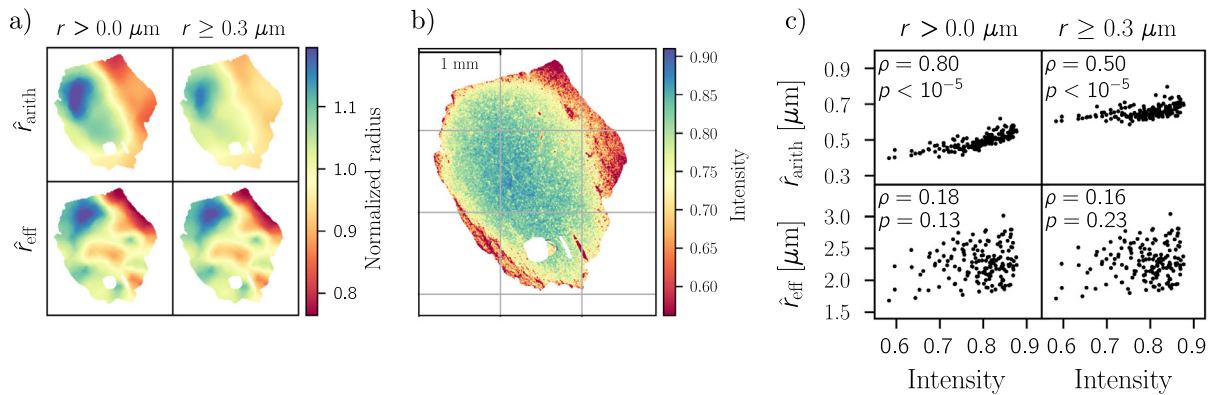 a)
r > 0.0 μm
r ≥ 0.3 μm
r̂arith
r̂eff
1.1
1.0
0.9
0.8
Normalized radius
b)
1 mm
0.90
0.85
0.80
0.75
0.70
0.65
0.60
Intensity
c)
r > 0.0 μm
r ≥ 0.3 μm
r̂arith [μm]
0.9
0.7
0.5
0.3
ρ = 0.80
p < 10⁻⁵
ρ = 0.50
p < 10⁻⁵
r̂eff [μm]
3.0
2.5
2.0
1.5
ρ = 0.18
p = 0.13
ρ = 0.16
p = 0.23
0.6 0.7 0.8 0.9
0.6 0.7 0.8 0.9
Intensity
Intensity